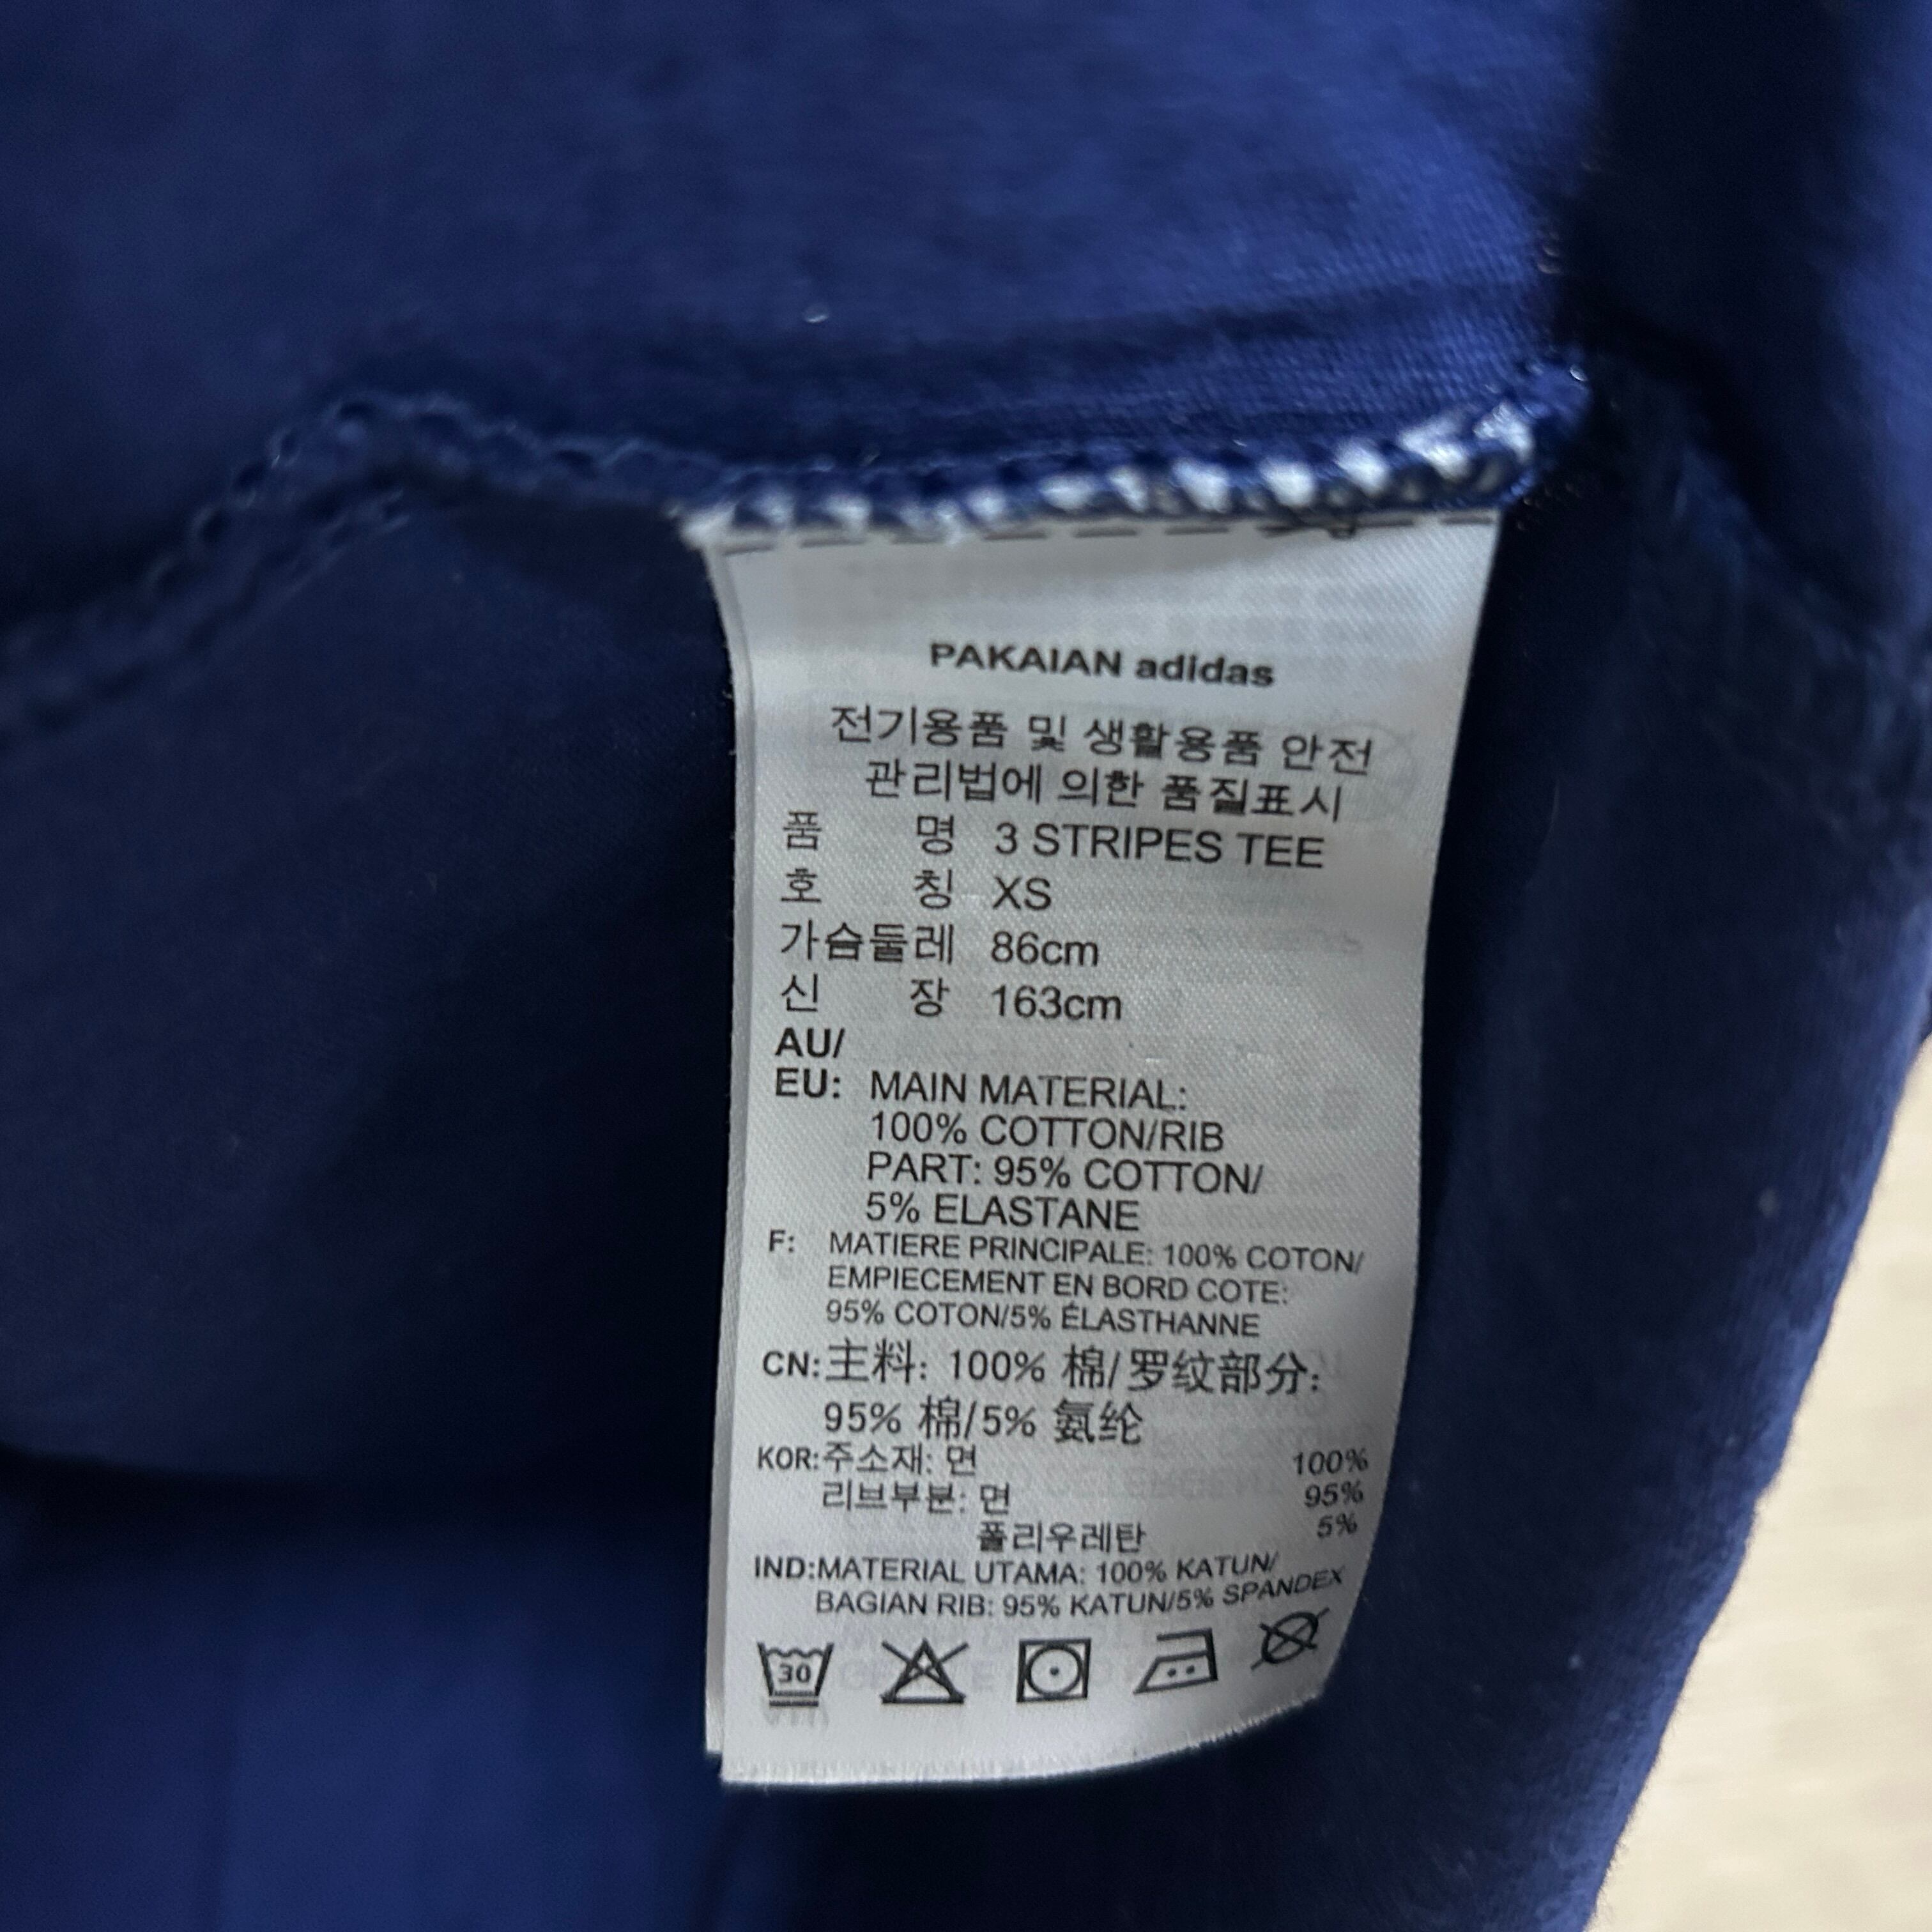 PAKAIAN adidas
전기용품 및 생활용품 안전
관리법에 의한 품질표시
품 명 3 STRIPES TEE
호 칭 XS
가슴둘레 86cm
신 장 163cm
AU/
EU: MAIN MATERIAL:
100% COTTON/RIB
PART: 95% COTTON/
5% ELASTANE
F: MATIERE PRINCIPALE: 100% COTON/
EMPIECEMENT EN BORD COTE:
95% COTON/5% ÉLASTHANNE
CN:主料: 100% 棉/罗纹部分:
95% 棉/5% 氨纶
KOR:주소재: 면 100%
리브부분: 면 95%
폴리우레탄 5%
IND:MATERIAL UTAMA: 100% KATUN/
BAGIAN RIB: 95% KATUN/5% SPANDEX
30